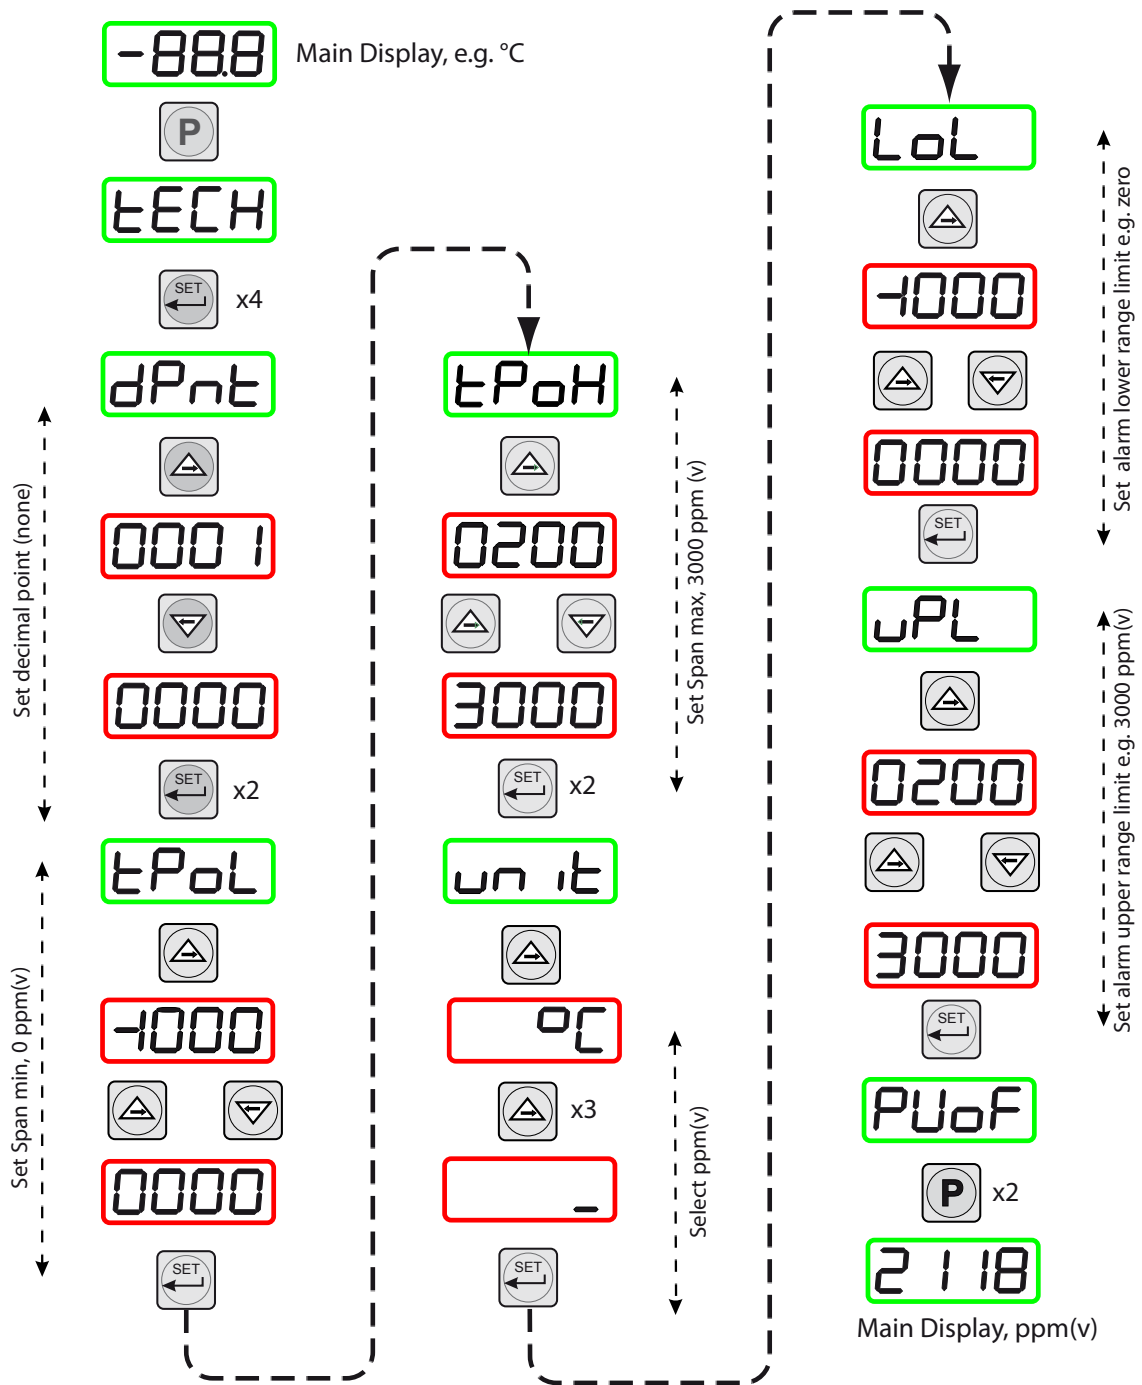 -88.8
Main Display, e.g. °C
P
tECH
SET
x4
dPnt
0001
0000
SET
x2
Set decimal point (none)
tPoL
-1000
0000
SET
Set Span min, 0 ppm(v)
tPoH
0200
3000
SET
x2
Set Span max, 3000 ppm (v)
unit
°C
x3
_
SET
Select ppm(v)
LoL
-1000
0000
SET
Set alarm lower range limit e.g. zero
uPL
0200
3000
SET
Set alarm upper range limit e.g. 3000 ppm(v)
PUoF
P
x2
2118
Main Display, ppm(v)